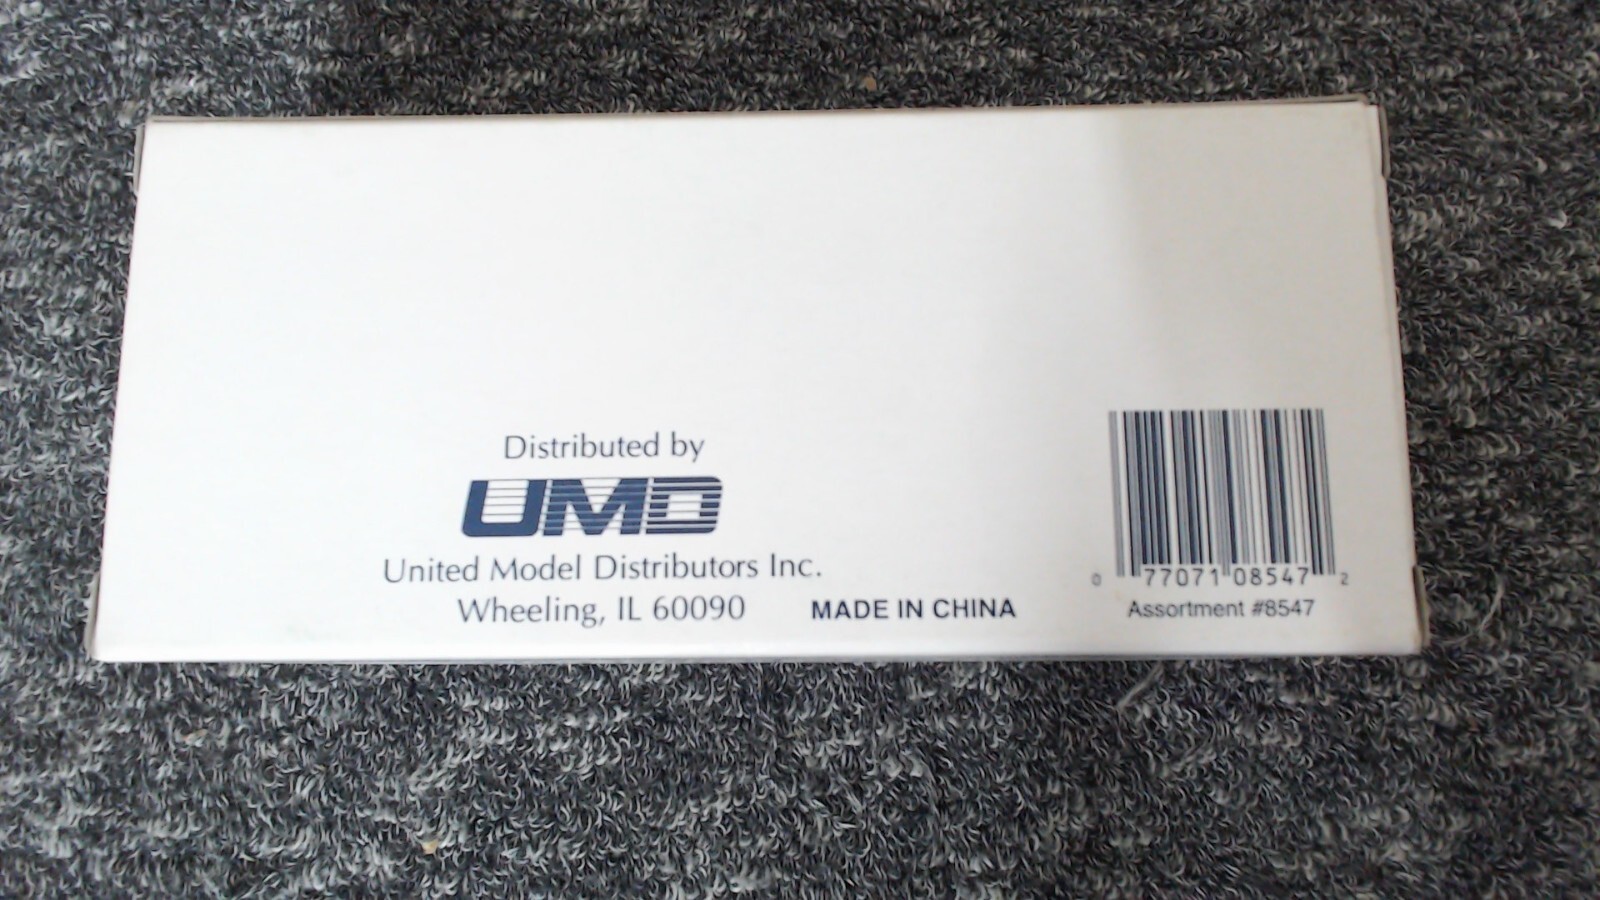 Distributed by
UMD
United Model Distributors Inc.
Wheeling, IL 60090
MADE IN CHINA
0 77071 08547 2
Assortment #8547